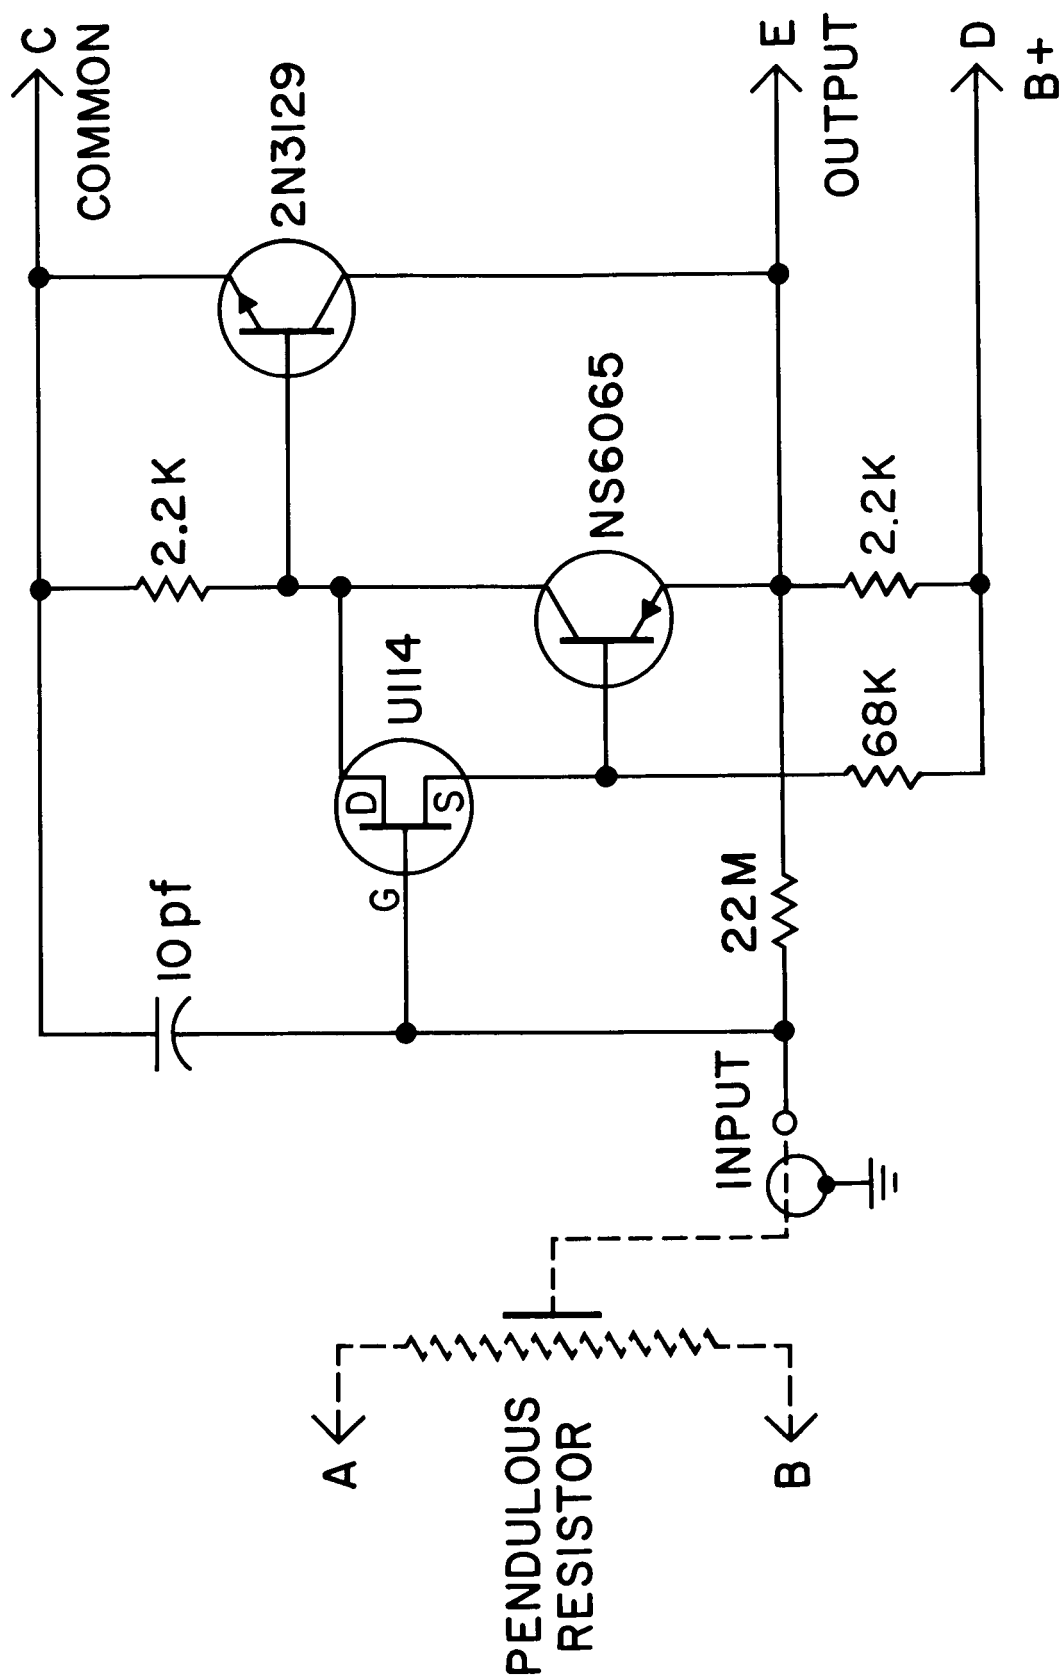 C
COMMON
2N3129
E
OUTPUT
D
B+
2.2K
NS6065
2.2K
U114
D
S
G
68K
10pf
22M
INPUT
A
PENDULOUS
RESISTOR
B